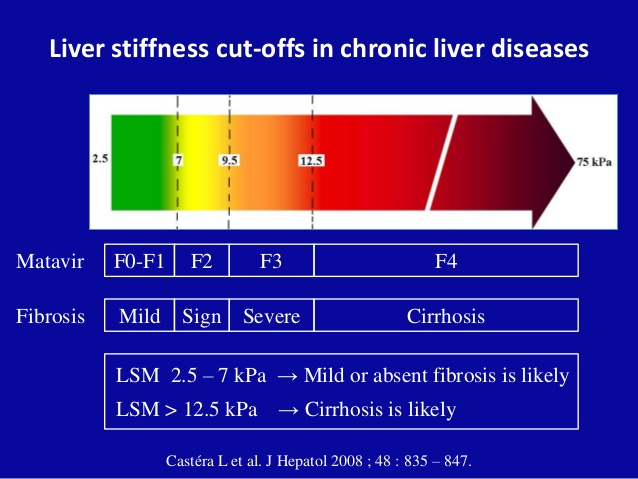 Liver stiffness cut-offs in chronic liver diseases
2.5 7 9.5 12.5 75 kPa
Matavir F0-F1 F2 F3 F4
Fibrosis Mild Sign Severe Cirrhosis
LSM 2.5 – 7 kPa → Mild or absent fibrosis is likely
LSM > 12.5 kPa → Cirrhosis is likely
Castéra L et al. J Hepatol 2008 ; 48 : 835 – 847.